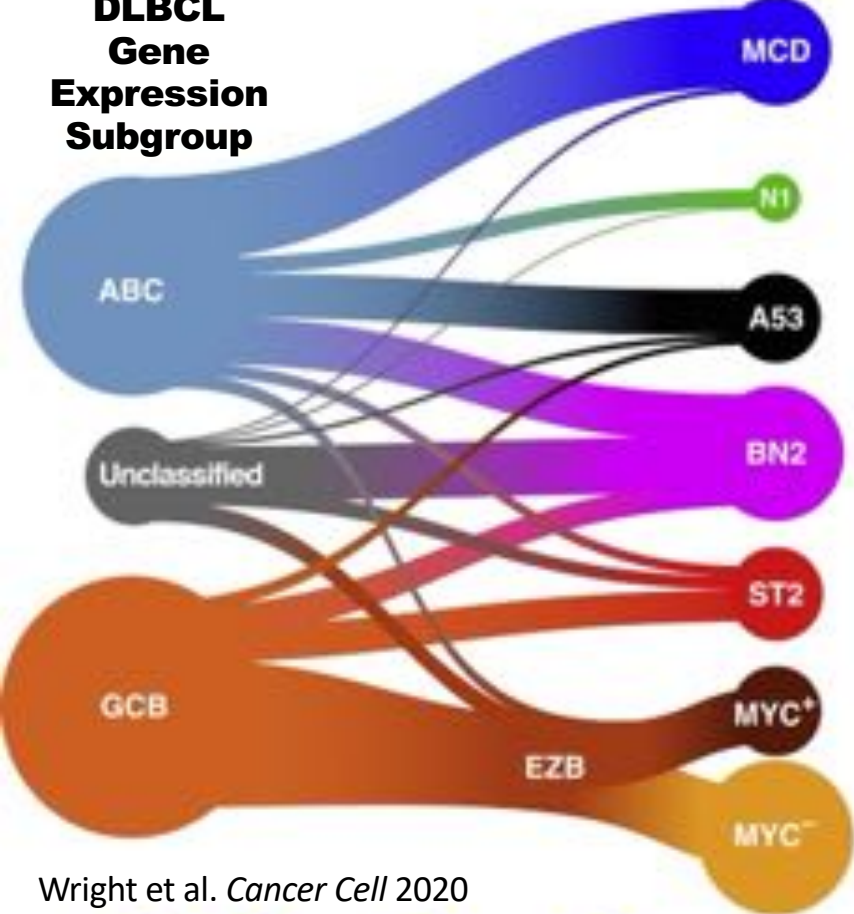 DLBCL
Gene
Expression
Subgroup
MCD
N1
ABC
A53
Unclassified
BN2
ST2
GCB
MYC⁺
EZB
MYC⁻
Wright et al. Cancer Cell 2020